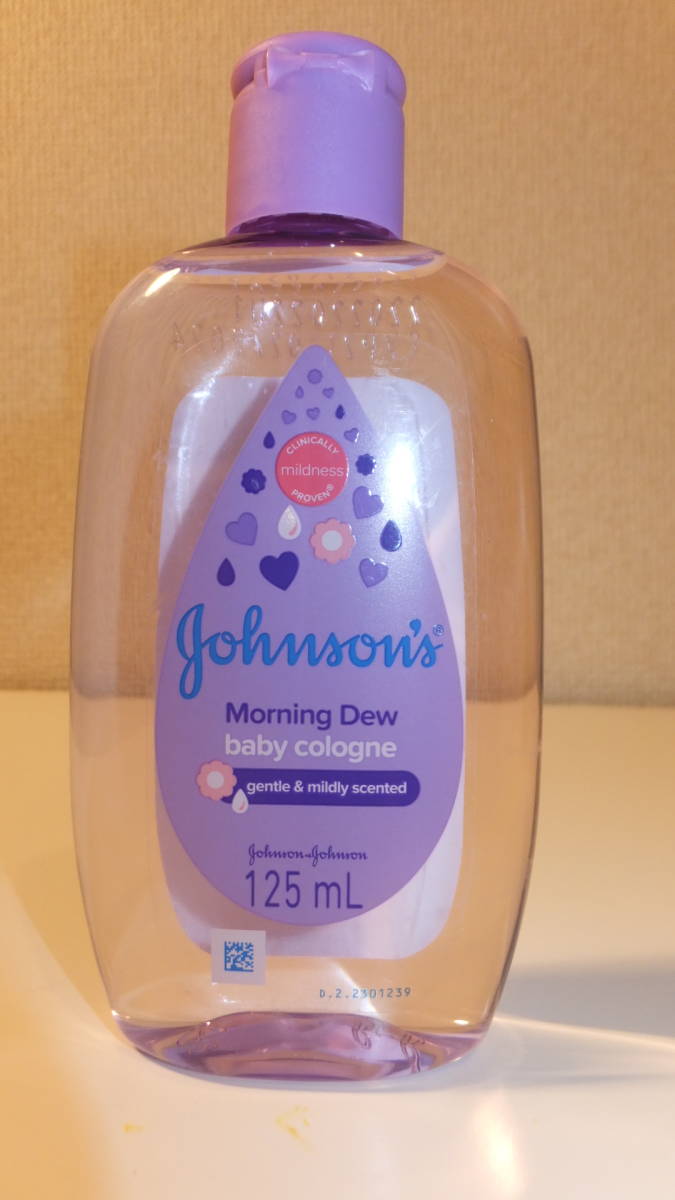 CLINICALLY
mildness
PROVEN®
Johnson's®
Morning Dew
baby cologne
gentle & mildly scented
Johnson&Johnson
125 mL
D.2.2301239